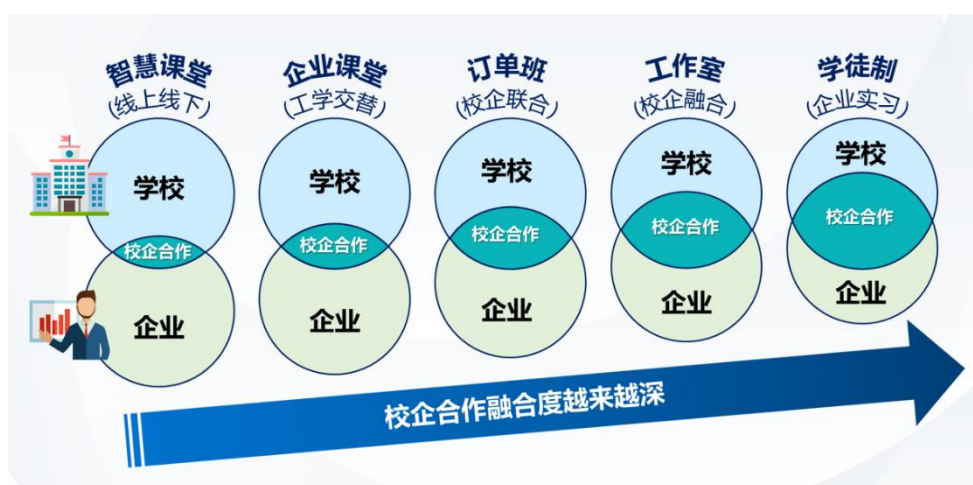 智慧课堂
(线上线下)
企业课堂
(工学交替)
订单班
(校企联合)
工作室
(校企融合)
学徒制
(企业实习)
学校
学校
学校
学校
学校
校企合作
校企合作
校企合作
校企合作
校企合作
企业
企业
企业
企业
企业
校企合作融合度越来越深